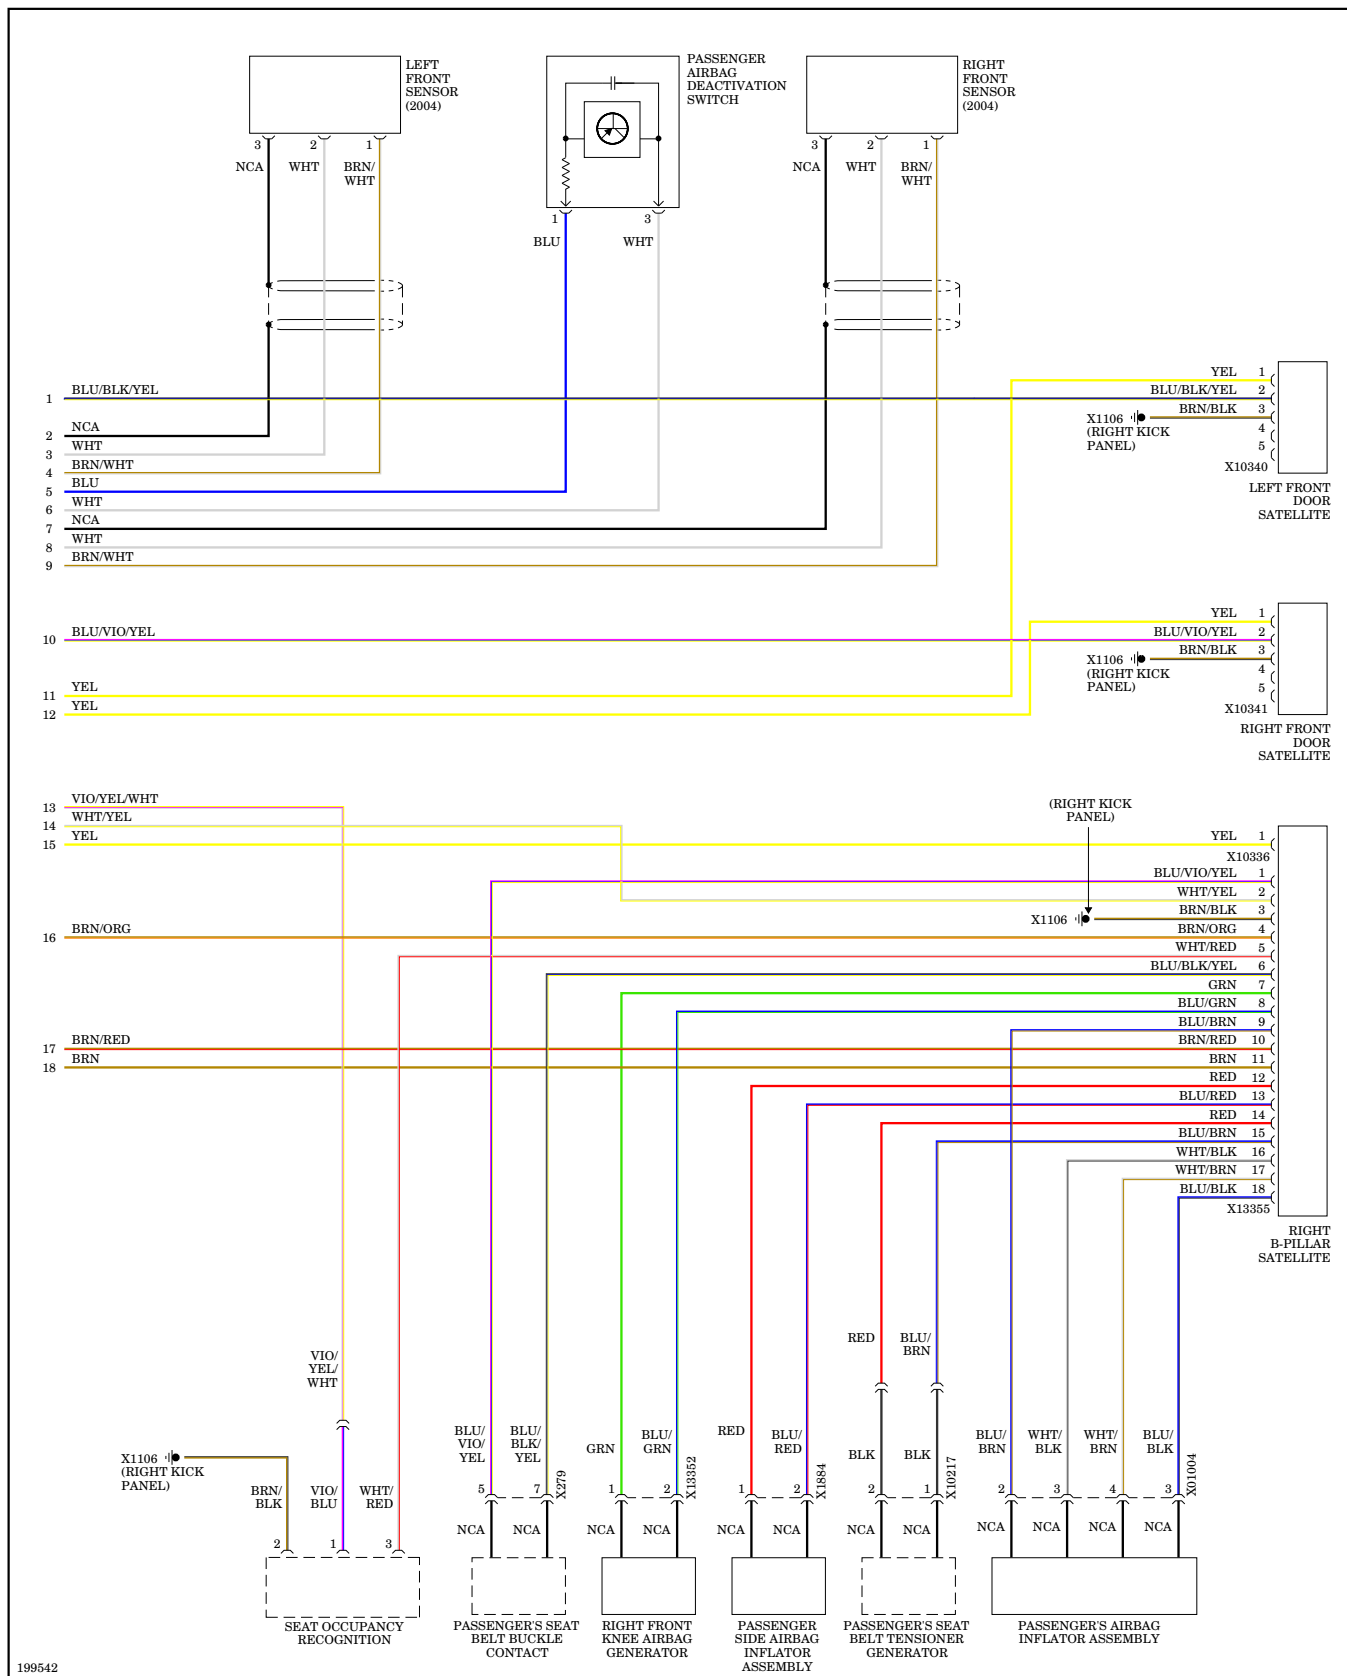 LEFT
FRONT
SENSOR
(2004)
PASSENGER
AIRBAG
DEACTIVATION
SWITCH
RIGHT
FRONT
SENSOR
(2004)
3 2 1
NCA WHT BRN/
WHT
1 3
BLU WHT
3 2 1
NCA WHT BRN/
WHT
1 BLU/BLK/YEL
2 NCA
3 WHT
4 BRN/WHT
5 BLU
6 WHT
7 NCA
8 WHT
9 BRN/WHT
YEL 1
BLU/BLK/YEL 2
BRN/BLK 3
4
5
X1106
(RIGHT KICK
PANEL)
X10340
LEFT FRONT
DOOR
SATELLITE
10 BLU/VIO/YEL
11 YEL
12 YEL
YEL 1
BLU/VIO/YEL 2
BRN/BLK 3
4
5
X1106
(RIGHT KICK
PANEL)
X10341
RIGHT FRONT
DOOR
SATELLITE
13 VIO/YEL/WHT
14 WHT/YEL
15 YEL
16 BRN/ORG
17 BRN/RED
18 BRN
(RIGHT KICK
PANEL)
X1106
YEL 1
X10336
BLU/VIO/YEL 1
WHT/YEL 2
BRN/BLK 3
BRN/ORG 4
WHT/RED 5
BLU/BLK/YEL 6
GRN 7
BLU/GRN 8
BLU/BRN 9
BRN/RED 10
BRN 11
RED 12
BLU/RED 13
RED 14
BLU/BRN 15
WHT/BLK 16
WHT/BRN 17
BLU/BLK 18
X13355
RIGHT
B-PILLAR
SATELLITE
VIO/
YEL/
WHT
RED
BLU/
BRN
X1106
(RIGHT KICK
PANEL)
BRN/
BLK
VIO/
BLU
WHT/
RED
2 1 3
SEAT OCCUPANCY
RECOGNITION
BLU/
VIO/
YEL
BLU/
BLK/
YEL
5 7
X279
NCA NCA
PASSENGER'S SEAT
BELT BUCKLE
CONTACT
GRN
BLU/
GRN
1 2
X13352
NCA NCA
RIGHT FRONT
KNEE AIRBAG
GENERATOR
RED
BLU/
RED
1 2
X1884
NCA NCA
PASSENGER
SIDE AIRBAG
INFLATOR
ASSEMBLY
BLK BLK
2 1
X10217
NCA NCA
PASSENGER'S SEAT
BELT TENSIONER
GENERATOR
BLU/
BRN
WHT/
BLK
WHT/
BRN
BLU/
BLK
2 3 4 3
X01004
NCA NCA NCA NCA
PASSENGER'S AIRBAG
INFLATOR ASSEMBLY
199542